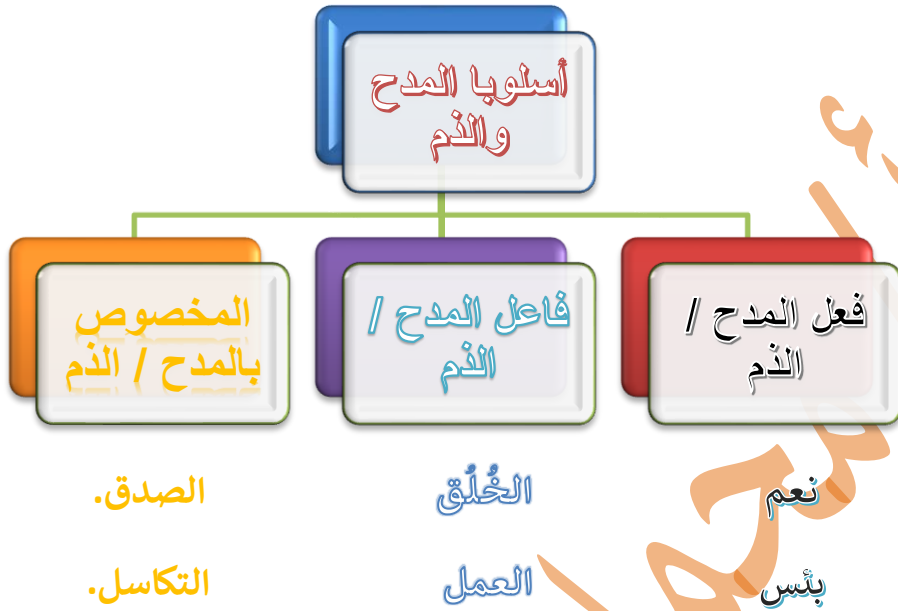 أسلوبا المدح
والذم
فعل المدح /
الذم
فاعل المدح /
الذم
المخصوص
بالمدح / الذم
نعم الخُلُق الصدق.
بئس العمل التكاسل.